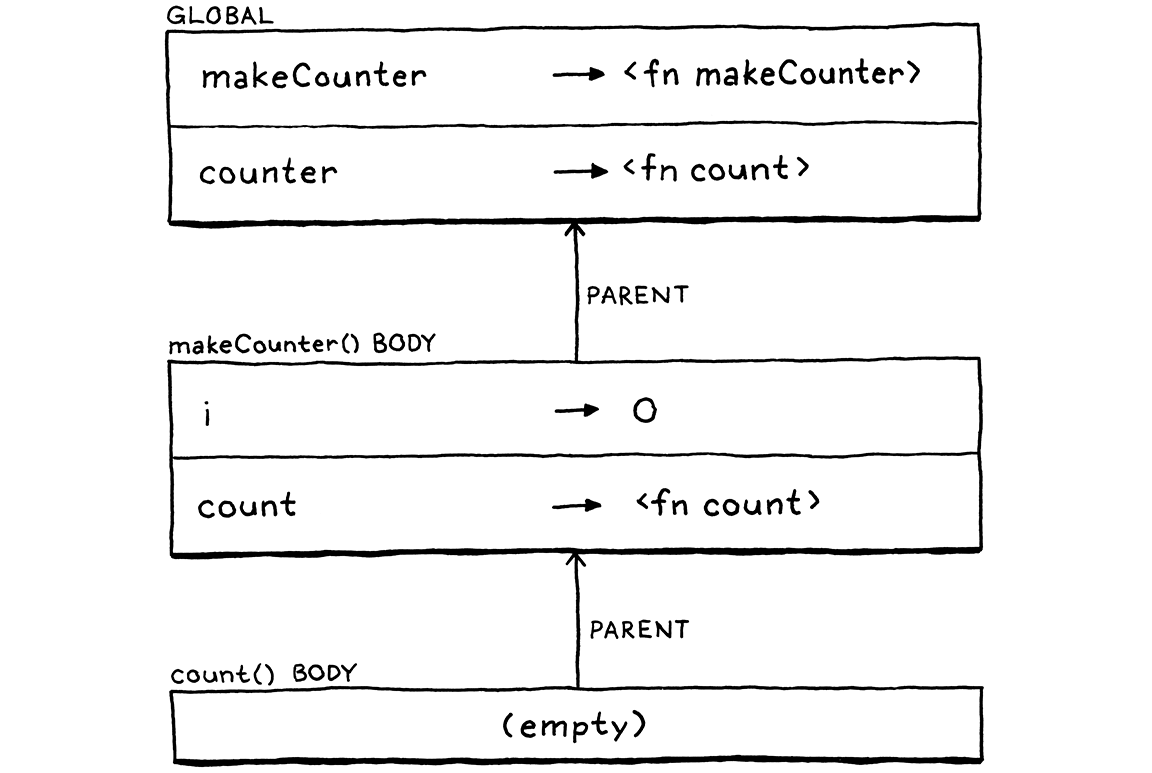 GLOBAL
makeCounter → <fn makeCounter>
counter → <fn count>
PARENT
makeCounter() BODY
i → 0
count → <fn count>
PARENT
count() BODY
(empty)